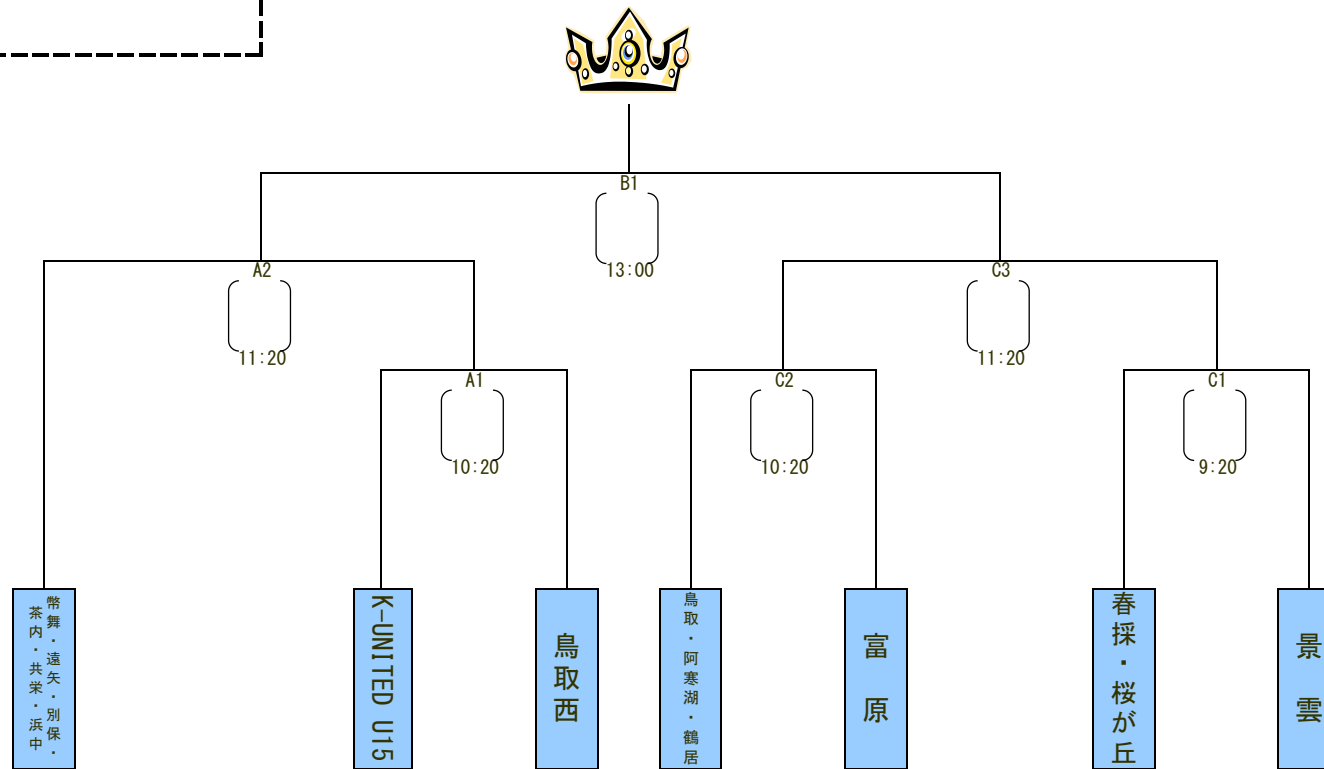 B1
13:00
A2
11:20
C3
11:20
A1
10:20
C2
10:20
C1
9:20
幣舞・遠矢・別保・
茶内・共栄・浜中
K-UNITED U15
鳥取西
鳥取・阿寒湖・鶴居
富原
春採・桜が丘
景雲